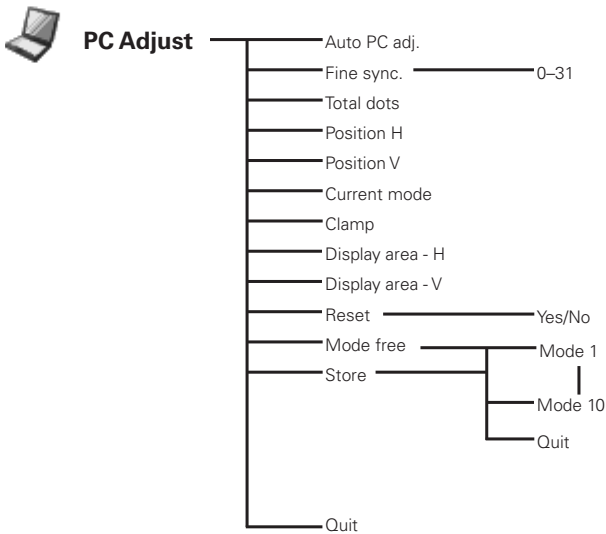 PC Adjust
Auto PC adj.
Fine sync.
0–31
Total dots
Position H
Position V
Current mode
Clamp
Display area - H
Display area - V
Reset
Yes/No
Mode free
Mode 1
Store
Mode 10
Quit
Quit